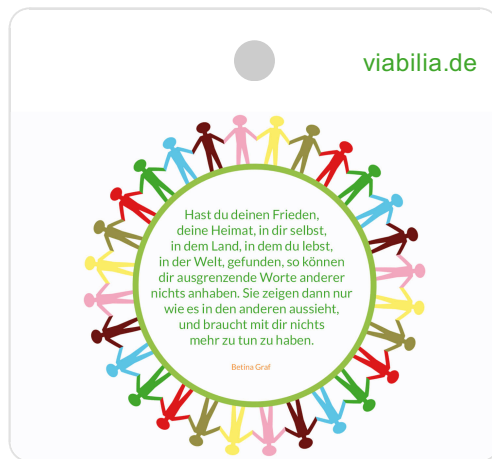 viabilia.de
Hast du deinen Frieden,
deine Heimat, in dir selbst,
in dem Land, in dem du lebst,
in der Welt, gefunden, so können
dir ausgrenzende Worte anderer
nichts anhaben. Sie zeigen dann nur
wie es in den anderen aussieht,
und braucht mit dir nichts
mehr zu tun zu haben.
Betina Graf